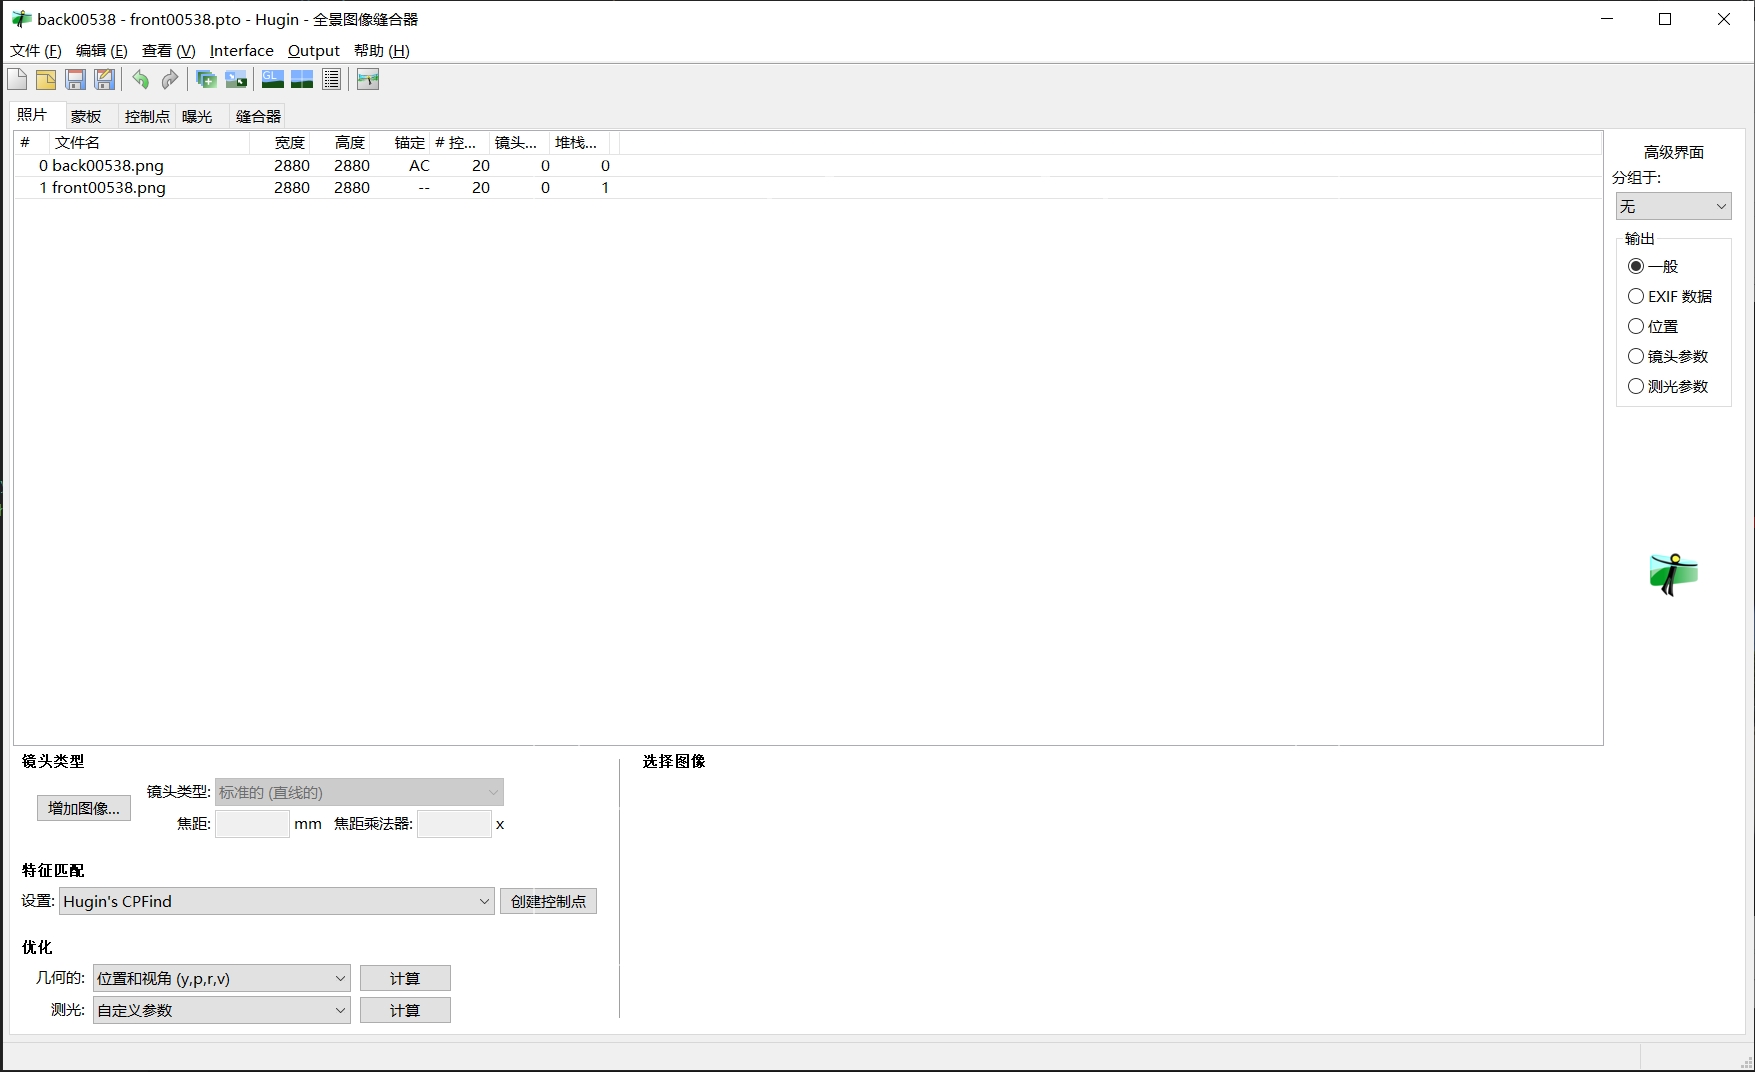 back00538 - front00538.pto - Hugin - 全景图像缝合器
文件 (F) 编辑 (E) 查看 (V) Interface Output 帮助 (H)
GL
照片 蒙板 控制点 曝光 缝合器
# 文件名 宽度 高度 锚定 # 控... 镜头... 堆栈...
0 back00538.png 2880 2880 AC 20 0 0
1 front00538.png 2880 2880 -- 20 0 1
高级界面
分组于:
无
输出
一般
EXIF 数据
位置
镜头参数
测光参数
镜头类型
增加图像...
镜头类型: 标准的 (直线的)
焦距: mm 焦距乘法器: x
特征匹配
设置: Hugin's CPFind 创建控制点
优化
几何的: 位置和视角 (y,p,r,v) 计算
测光: 自定义参数 计算
选择图像